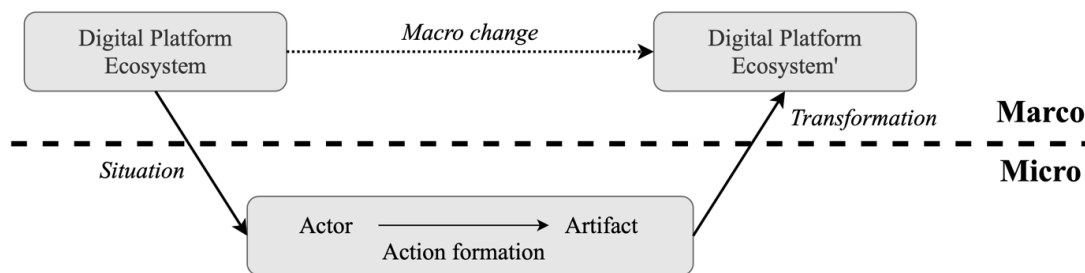 Digital Platform
Ecosystem
Macro change
Digital Platform
Ecosystem'
Transformation
Marco
Situation
Micro
Actor
Artifact
Action formation